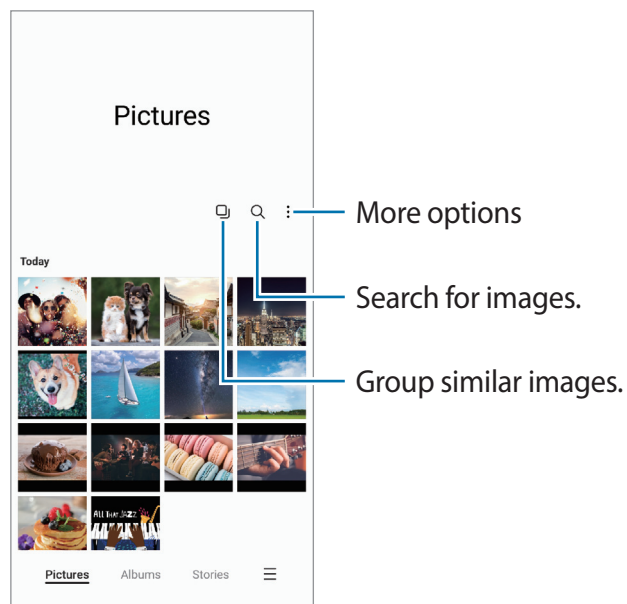 Pictures
More options
Today
Search for images.
Group similar images.
ALL THAT JAZZ
Pictures Albums Stories